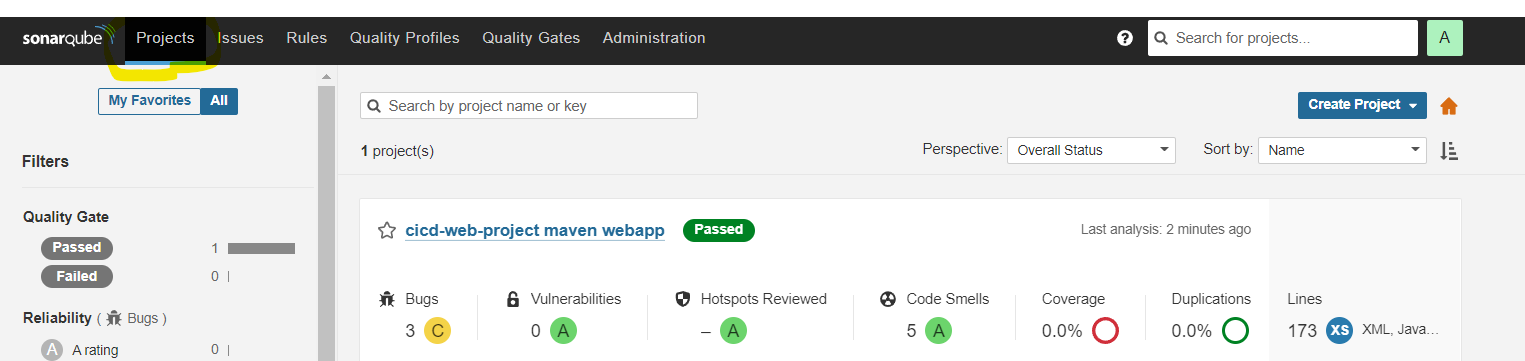 sonarqube Projects Issues Rules Quality Profiles Quality Gates Administration ? Search for projects... A
My Favorites All
Search by project name or key
Create Project
1 project(s)
Perspective: Overall Status
Sort by: Name
Filters
Quality Gate
Passed 1
Failed 0
Reliability ( Bugs )
A A rating 0
cicd-web-project maven webapp Passed
Last analysis: 2 minutes ago
Bugs Vulnerabilities Hotspots Reviewed Code Smells Coverage Duplications Lines
3 C 0 A – A 5 A 0.0% 0.0% 173 XS XML, Java...